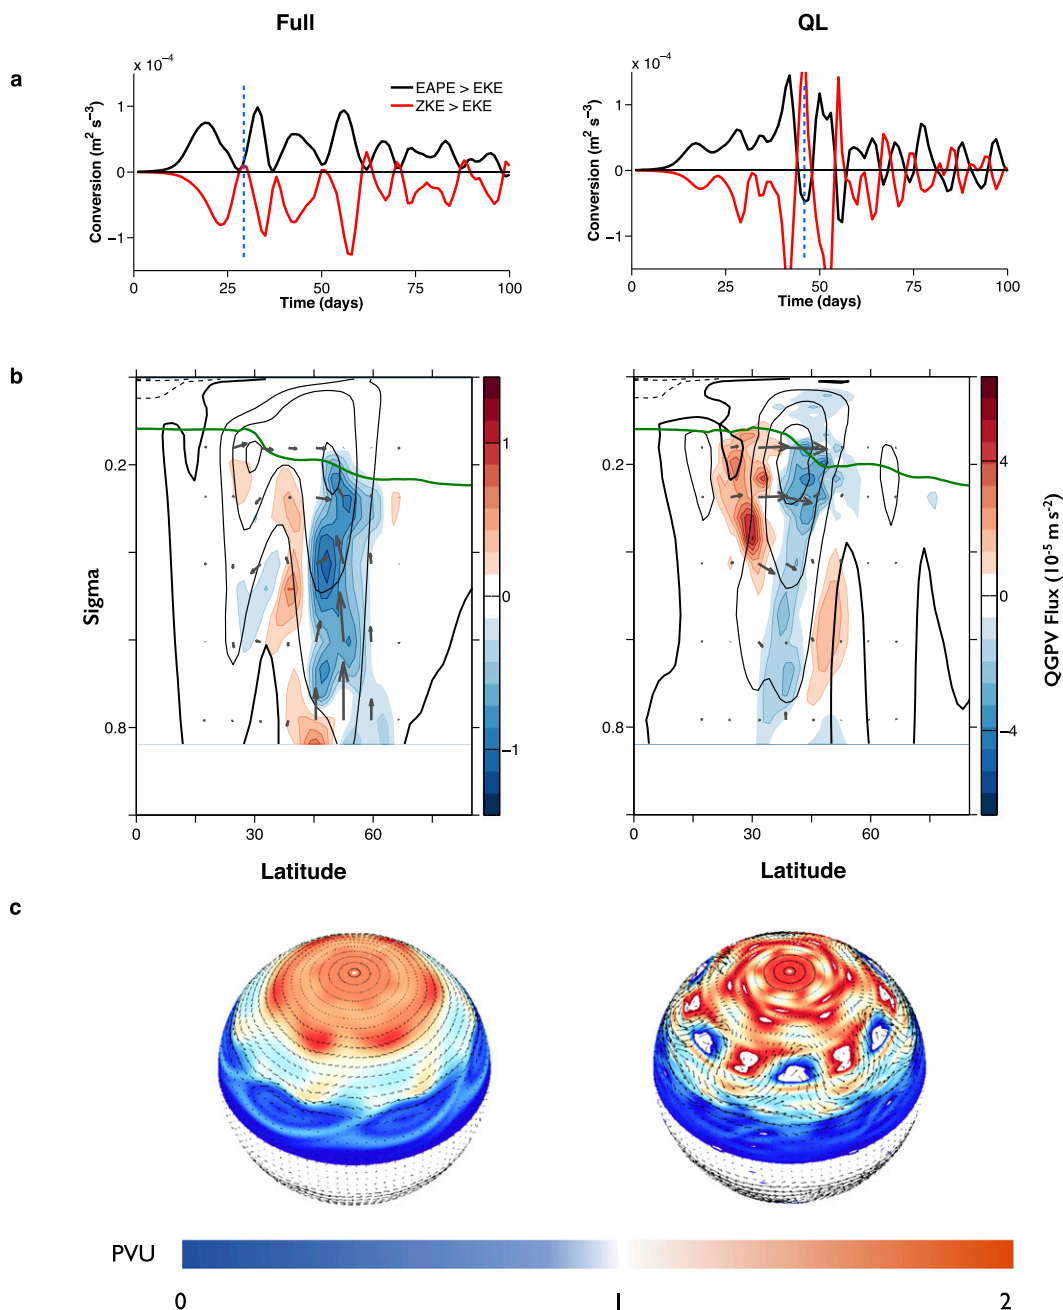 Full QL
a
x 10⁻⁴ x 10⁻⁴
Conversion (m² s⁻³)
1
0
−1
EAPE > EKE
ZKE > EKE
0 25 50 75 100
Time (days)
Conversion (m² s⁻³)
1
0
−1
0 25 50 75 100
Time (days)
b
Sigma
0.2
0.8
0 30 60
Latitude
1
0
−1
0.2
0.8
0 30 60
Latitude
4
0
−4
QGPV Flux (10⁻⁵ m s⁻²)
c
PVU
0 1 2